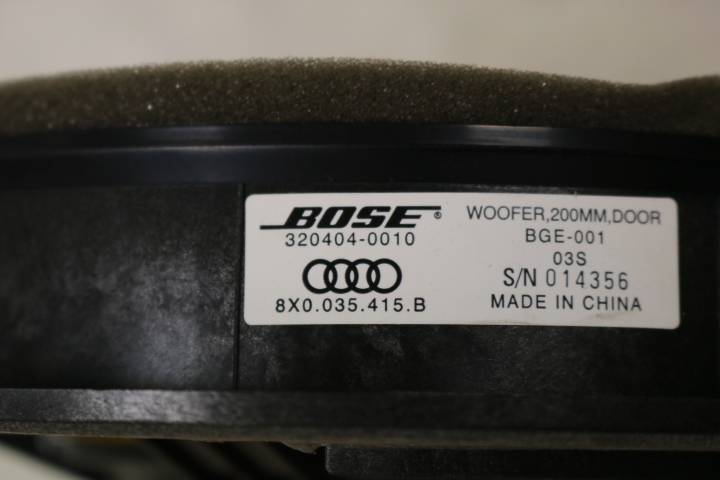 BOSE®
320404-0010
8X0.035.415.B
WOOFER,200MM,DOOR
BGE-001
03S
S/N 014356
MADE IN CHINA